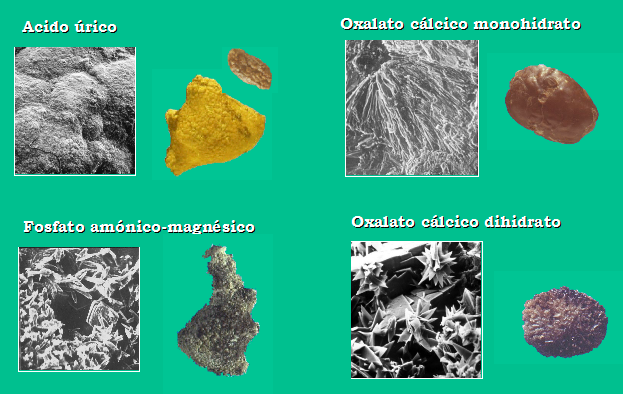 Acido úrico
Oxalato cálcico monohidrato
Fosfato amónico-magnésico
Oxalato cálcico dihidrato